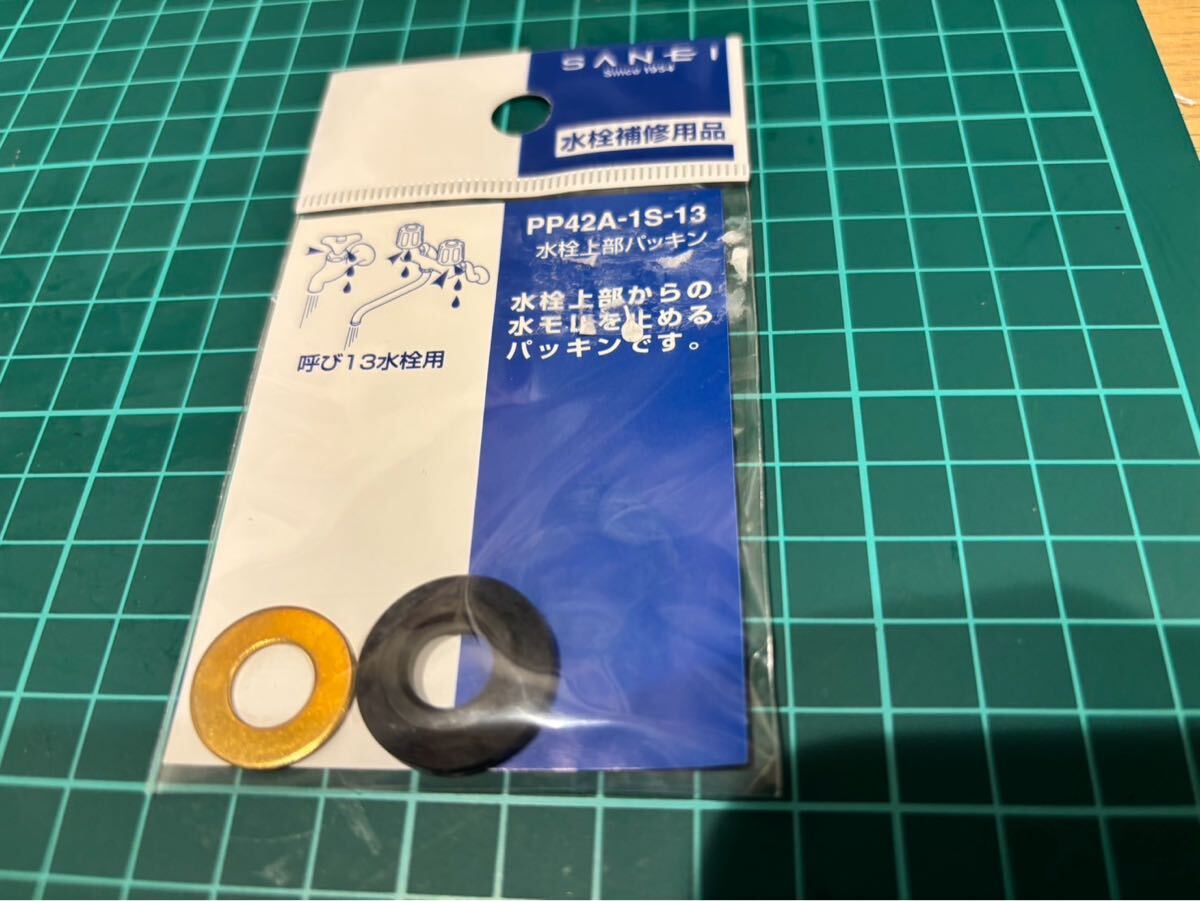 SANEI
Since 1954
水栓補修用品
PP42A-1S-13
水栓上部パッキン
水栓上部からの
水モレを止める
パッキンです。
呼び13水栓用